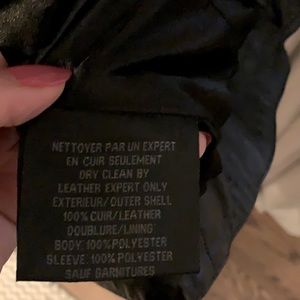 NETTOYER PAR UN EXPERT
EN CUIR SEULEMENT
DRY CLEAN BY
LEATHER EXPERT ONLY
EXTERIEUR/ OUTER SHELL
100% CUIR/LEATHER
DOUBLURE/LINING
BODY: 100% POLYESTER
SLEEVE: 100% POLYESTER
SAUF GARNITURES